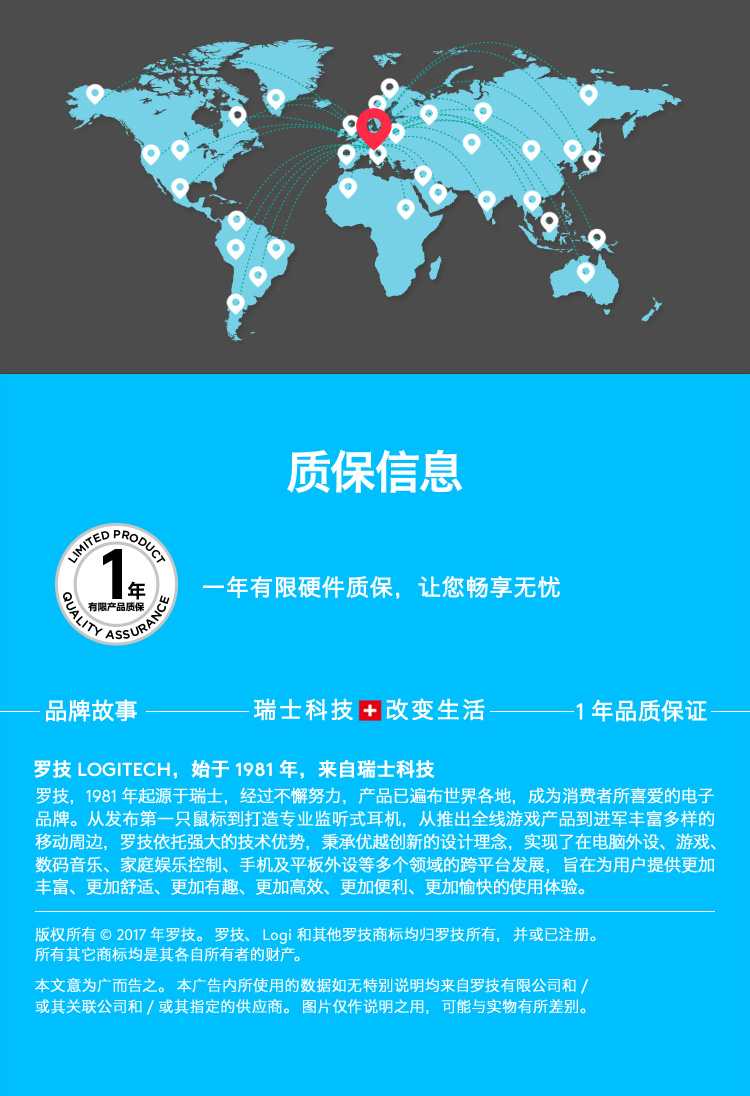 质保信息
LIMITED PRODUCT
1年
有限产品质保
QUALITY ASSURANCE
一年有限硬件质保，让您畅享无忧
品牌故事
瑞士科技
改变生活
1 年品质保证
罗技 LOGITECH，始于 1981 年，来自瑞士科技
罗技，1981 年起源于瑞士，经过不懈努力，产品已遍布世界各地，成为消费者所喜爱的电子
品牌。从发布第一只鼠标到打造专业监听式耳机，从推出全线游戏产品到进军丰富多样的
移动周边，罗技依托强大的技术优势，秉承优越创新的设计理念，实现了在电脑外设、游戏、
数码音乐、家庭娱乐控制、手机及平板外设等多个领域的跨平台发展，旨在为用户提供更加
丰富、更加舒适、更加有趣、更加高效、更加便利、更加愉快的使用体验。
版权所有 © 2017 年罗技。 罗技、 Logi 和其他罗技商标均归罗技所有， 并或已注册。
所有其它商标均是其各自所有者的财产。
本文意为广而告之。 本广告内所使用的数据如无特别说明均来自罗技有限公司和 /
或其关联公司和 / 或其指定的供应商。 图片仅作说明之用， 可能与实物有所差别。